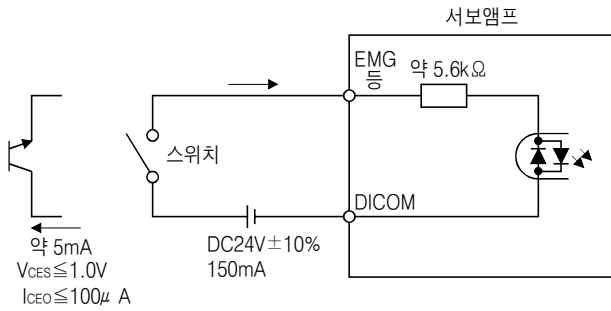 서보앰프
EMG
등
약 5.6kΩ
스위치
DICOM
약 5mA
VCES≦1.0V
ICEO≦100μ A
DC24V±10%
150mA